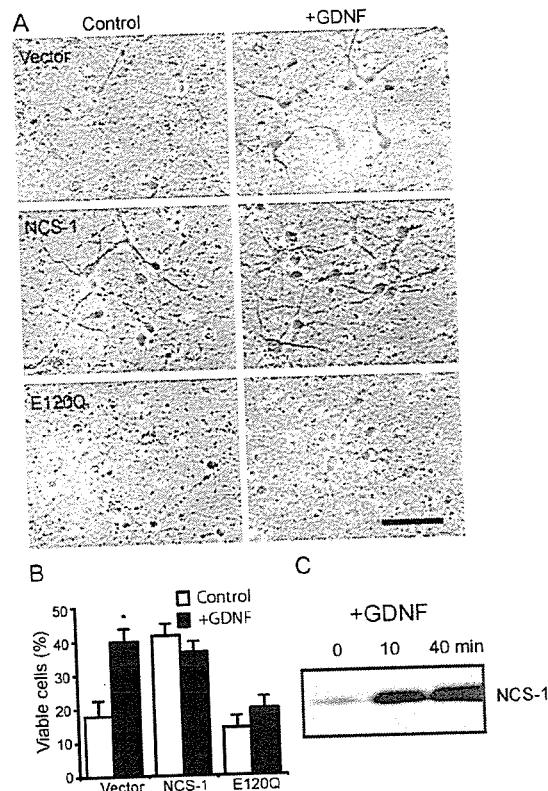 A
Control
+GDNF
Vector
NCS-1
E120Q
B
C
Control
+GDNF
Viable cells (%)
50
40
30
20
10
0
Vector NCS-1 E120Q
+GDNF
0 10 40 min
NCS-1